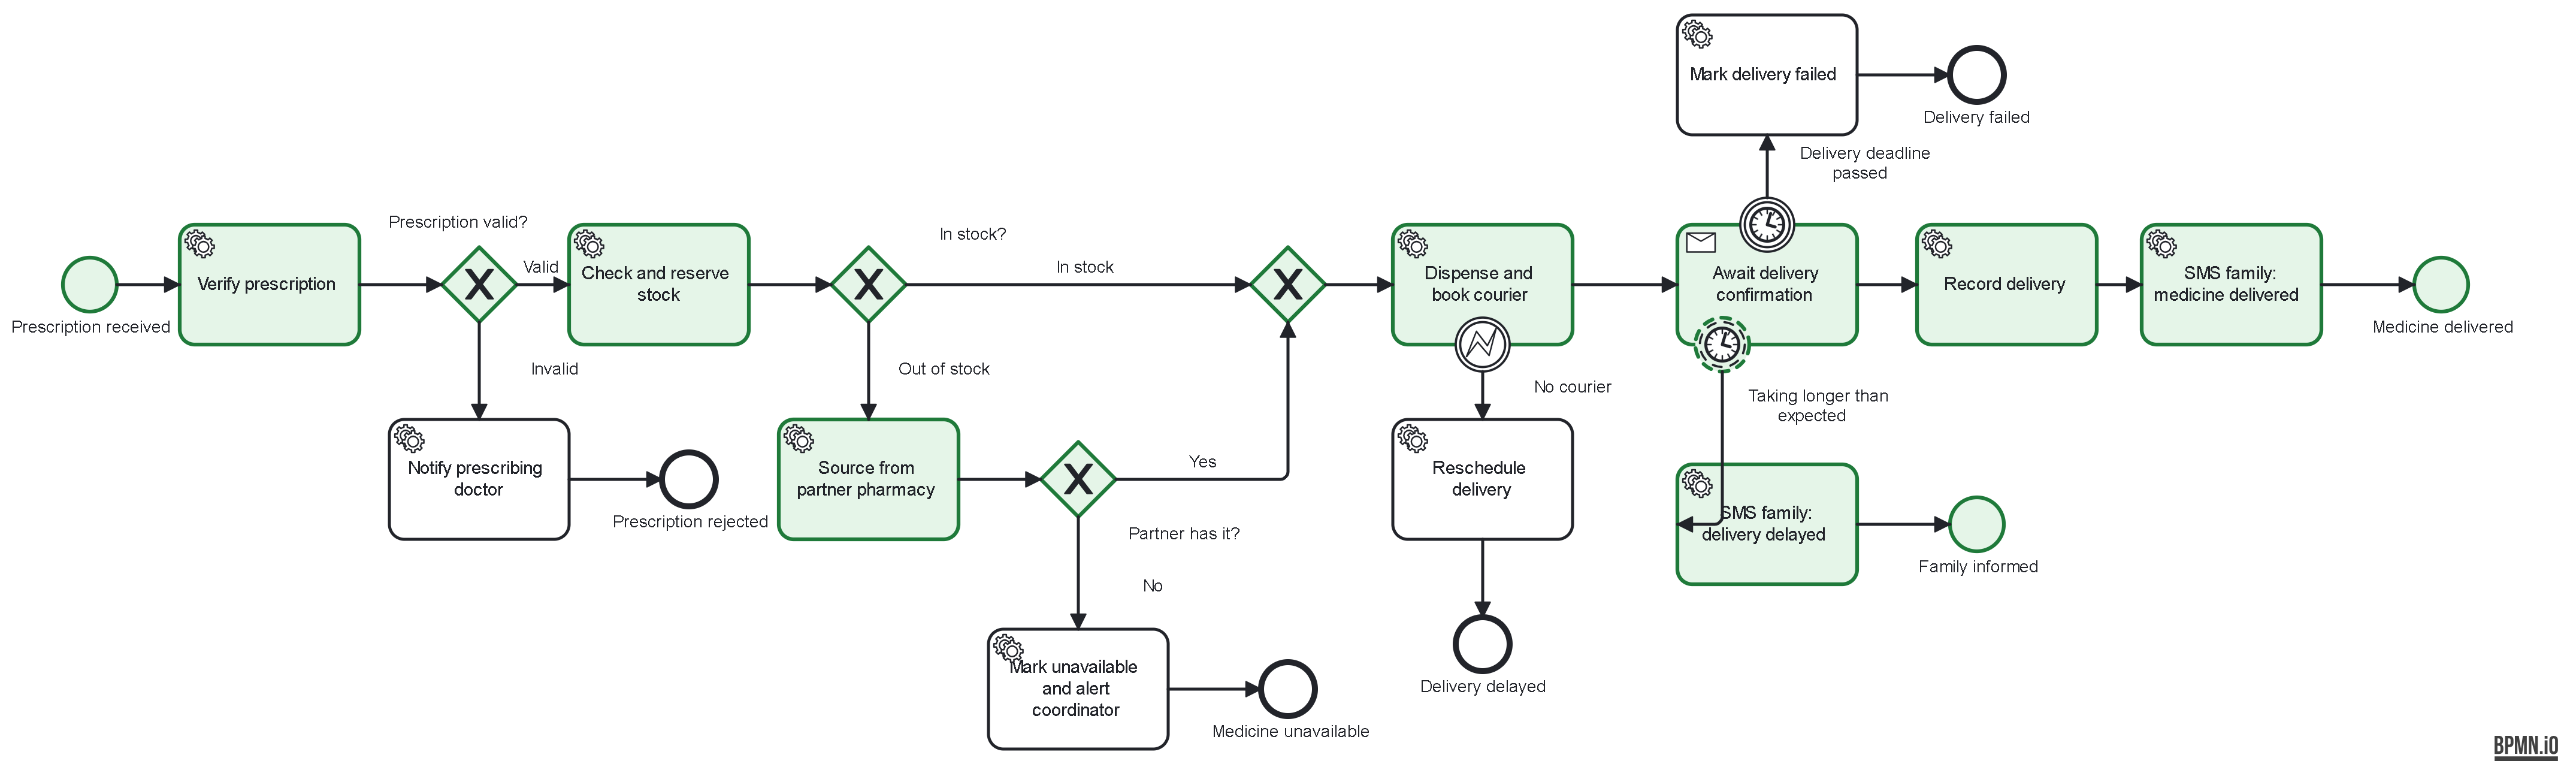 Mark delivery failed
Delivery failed
Delivery deadline
passed
Prescription valid?
In stock?
Prescription received
Verify prescription
Valid
Check and reserve
stock
In stock
Dispense and
book courier
Await delivery
confirmation
Record delivery
SMS family:
medicine delivered
Medicine delivered
Invalid
Out of stock
No courier
Taking longer than
expected
Notify prescribing
doctor
Prescription rejected
Source from
partner pharmacy
Yes
Partner has it?
No
Reschedule
delivery
SMS family:
delivery delayed
Family informed
Mark unavailable
and alert
coordinator
Medicine unavailable
Delivery delayed
BPMN.iO